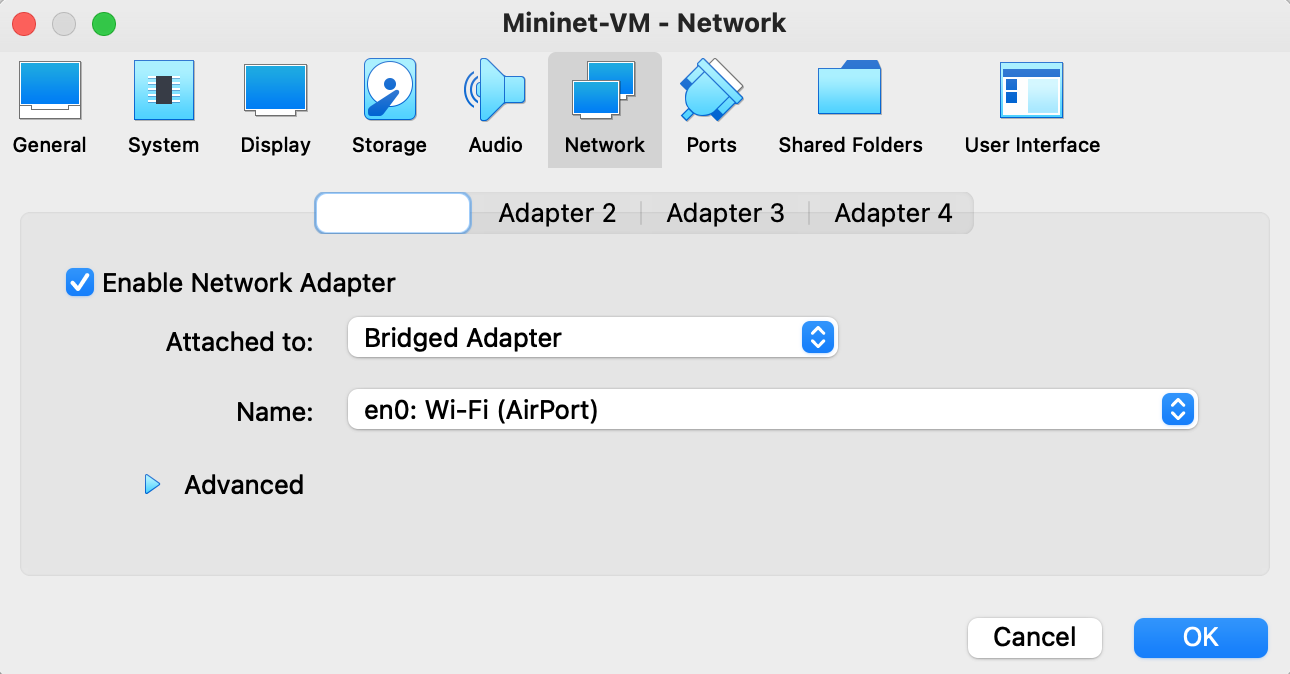 Mininet-VM - Network
General System Display Storage Audio Network Ports Shared Folders User Interface
Adapter 2 Adapter 3 Adapter 4
Enable Network Adapter
Attached to: Bridged Adapter
Name: en0: Wi-Fi (AirPort)
Advanced
Cancel OK